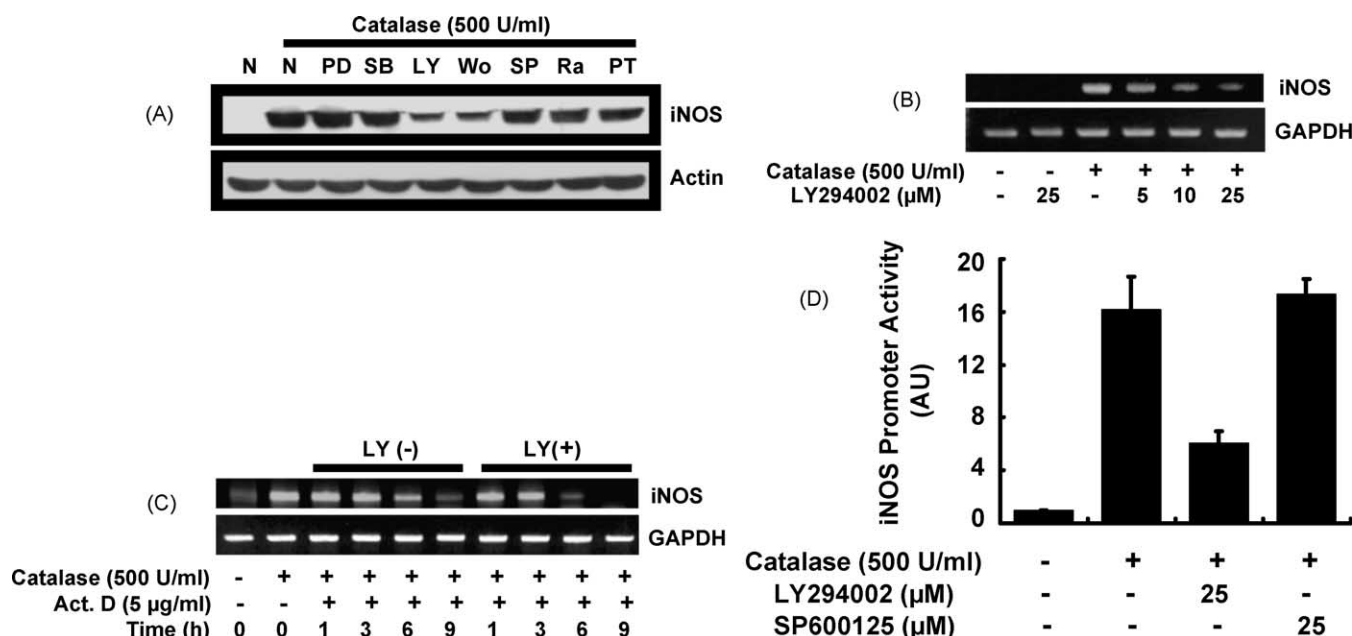 Catalase (500 U/ml)
N N PD SB LY Wo SP Ra PT
(A)
iNOS
Actin
(B)
iNOS
GAPDH
Catalase (500 U/ml) - - + + + +
LY294002 (µM) - 25 - 5 10 25
(C)
LY (-) LY(+)
iNOS
GAPDH
Catalase (500 U/ml) - + + + + + + + + +
Act. D (5 µg/ml) - - + + + + + + + +
Time (h) 0 0 1 3 6 9 1 3 6 9
(D)
iNOS Promoter Activity
(AU)
20
16
12
8
4
0
Catalase (500 U/ml) - + + +
LY294002 (µM) - - 25 -
SP600125 (µM) - - - 25